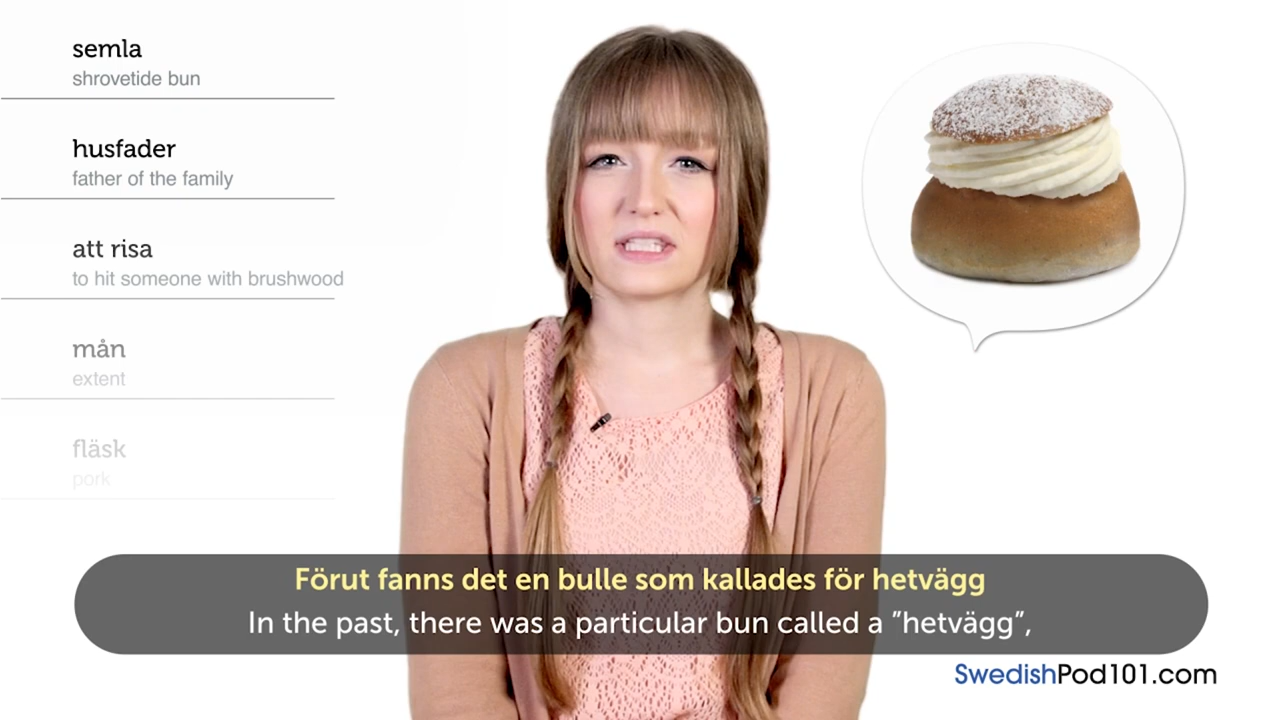 semla
shrovetide bun
husfader
father of the family
att risa
to hit someone with brushwood
mån
extent
fläsk
pork
Förut fanns det en bulle som kallades för hetvägg
In the past, there was a particular bun called a ”hetvägg”,
SwedishPod101.com